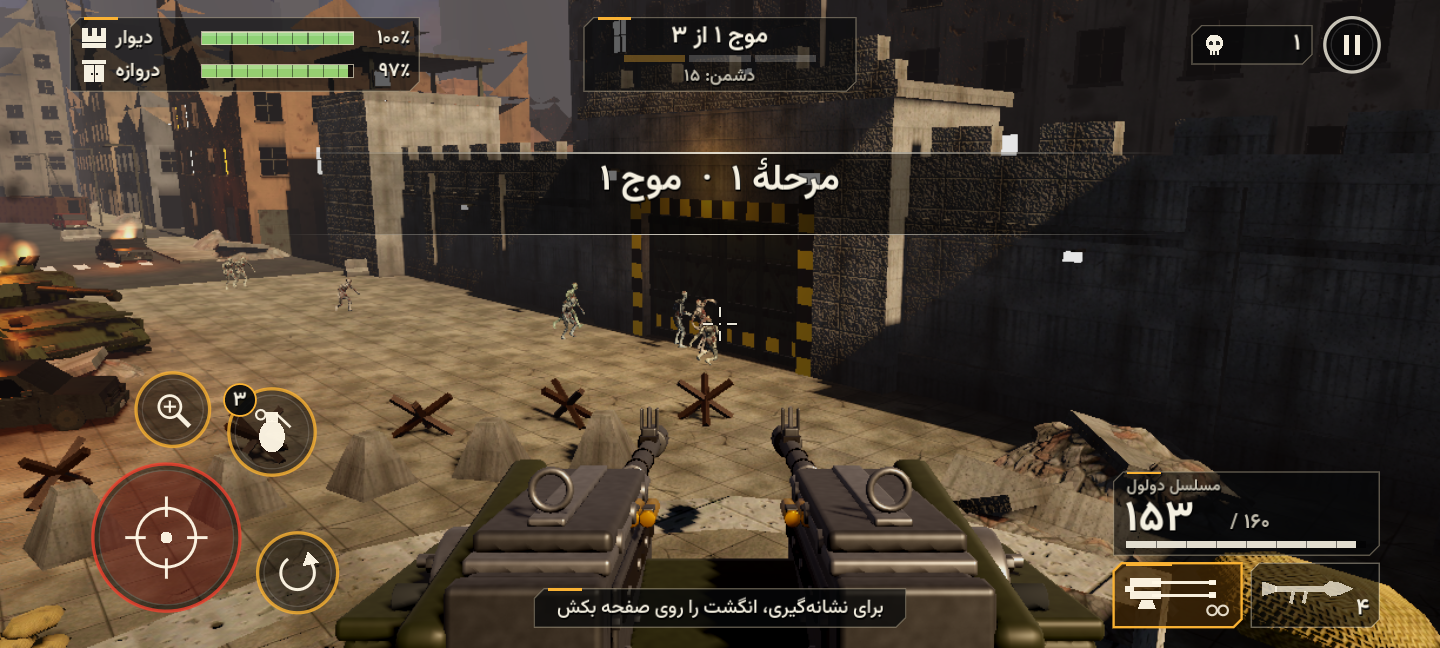 دیوار ۱۰۰٪
دروازه ۹۷٪
موج ۱ از ۳
دشمن: ۱۵
۱
مرحلهٔ ۱ · موج ۱
۳
مسلسل دولول
۱۵۳ / ۱۶۰
∞
۴
برای نشانه‌گیری، انگشت را روی صفحه بکش